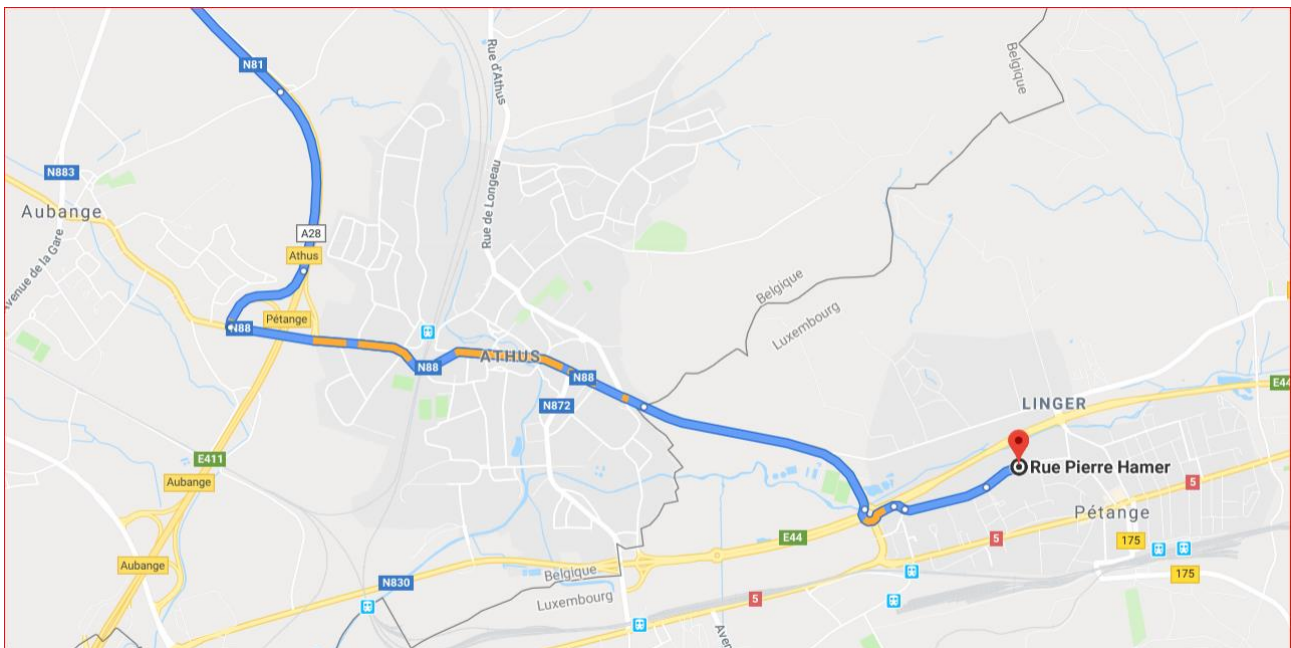 N81
Rue d'Athus
Belgique
N883
Aubange
Rue de Longeau
A28
Athus
Avenue de la Gare
Belgique
Luxembourg
Pétange
N88
ATHUS
N88
N88
N872
E44
LINGER
Rue Pierre Hamer
E411
Aubange
5
Pétange
E44
5
175
Aubange
Belgique
N830
175
Luxembourg
5